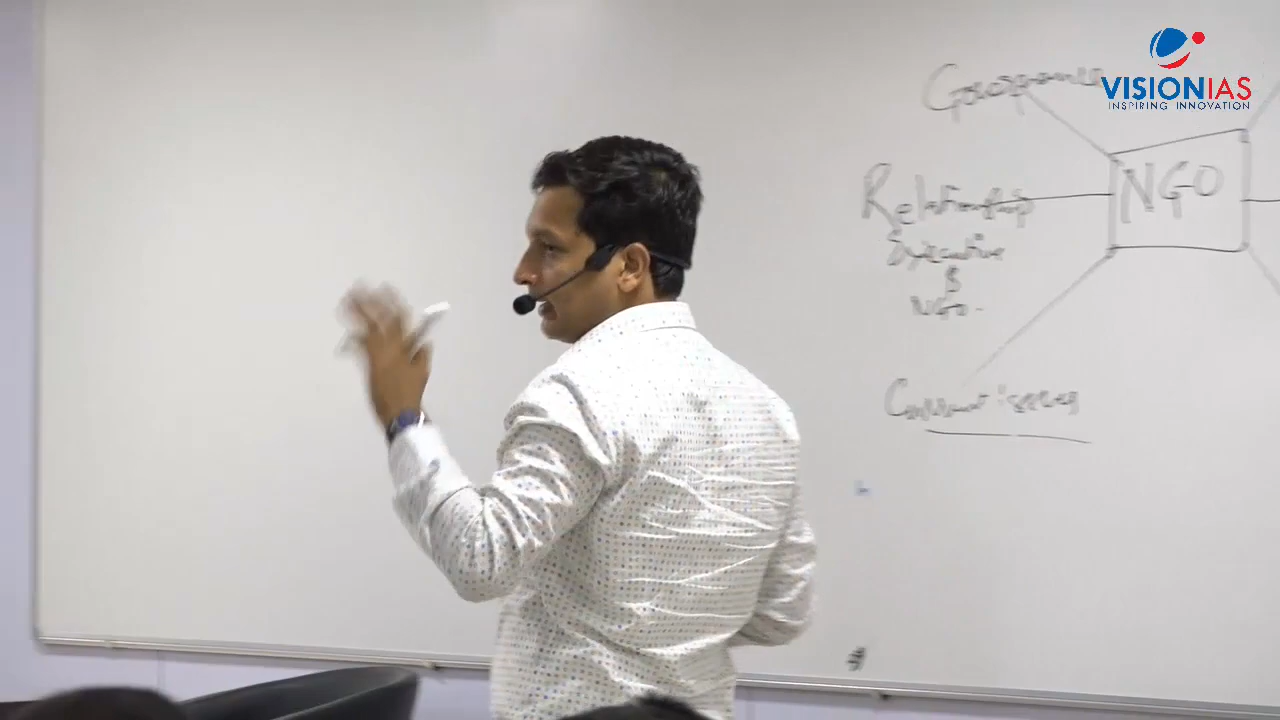 VISIONIAS
INSPIRING INNOVATION
NGO
Relationship
Executive
&
NGO